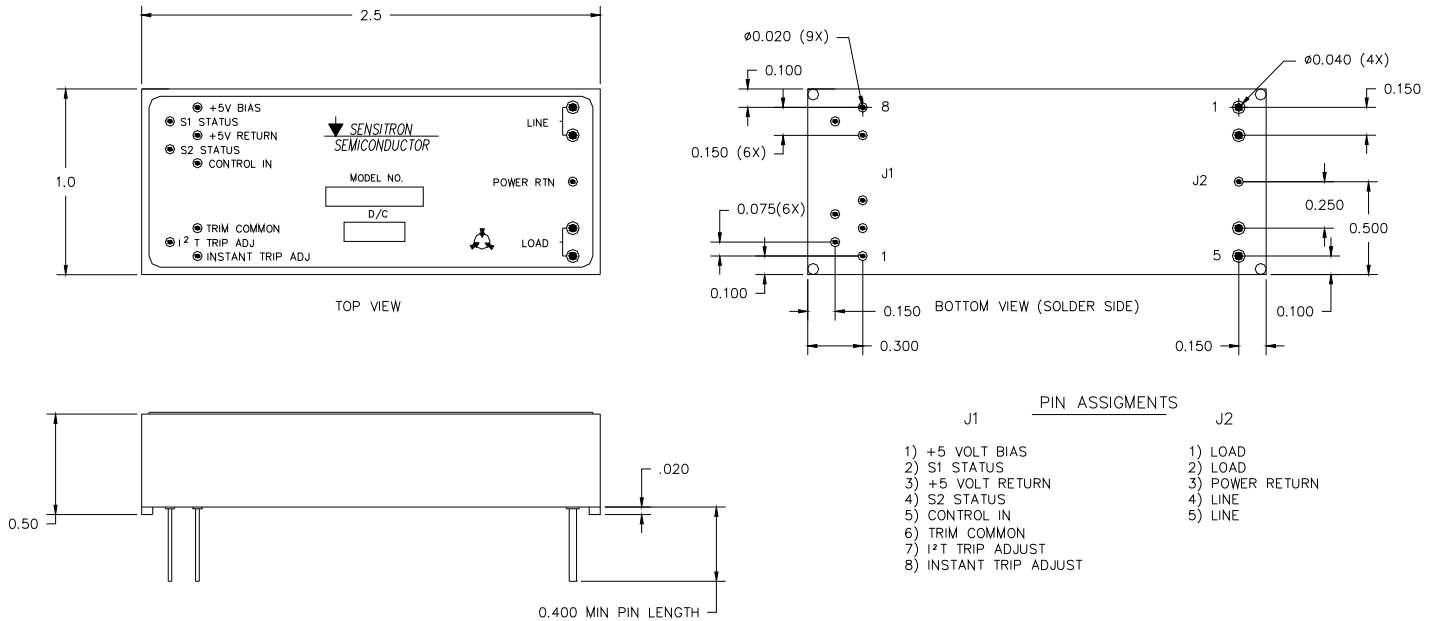 2.5
1.0
+5V BIAS
S1 STATUS
+5V RETURN
S2 STATUS
CONTROL IN
SENSITRON
SEMICONDUCTOR
MODEL NO.
D/C
LINE
POWER RTN
LOAD
TRIM COMMON
I² T TRIP ADJ
INSTANT TRIP ADJ
TOP VIEW
ø0.020 (9X)
0.100
8
0.150 (6X)
J1
0.075(6X)
1
0.100
0.150
0.300
BOTTOM VIEW (SOLDER SIDE)
ø0.040 (4X)
0.150
1
J2
0.250
0.500
5
0.100
0.150
0.50
.020
0.400 MIN PIN LENGTH
PIN ASSIGMENTS
J1
1) +5 VOLT BIAS
2) S1 STATUS
3) +5 VOLT RETURN
4) S2 STATUS
5) CONTROL IN
6) TRIM COMMON
7) I²T TRIP ADJUST
8) INSTANT TRIP ADJUST
J2
1) LOAD
2) LOAD
3) POWER RETURN
4) LINE
5) LINE